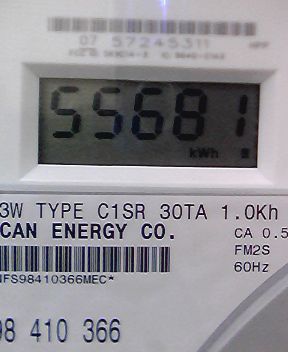 07 57245311
55681
kWh
3W TYPE C1SR 30TA 1.0Kh
CAN ENERGY CO.
CA 0.5
FM2S
60Hz
NFS98410366MEC*
98 410 366